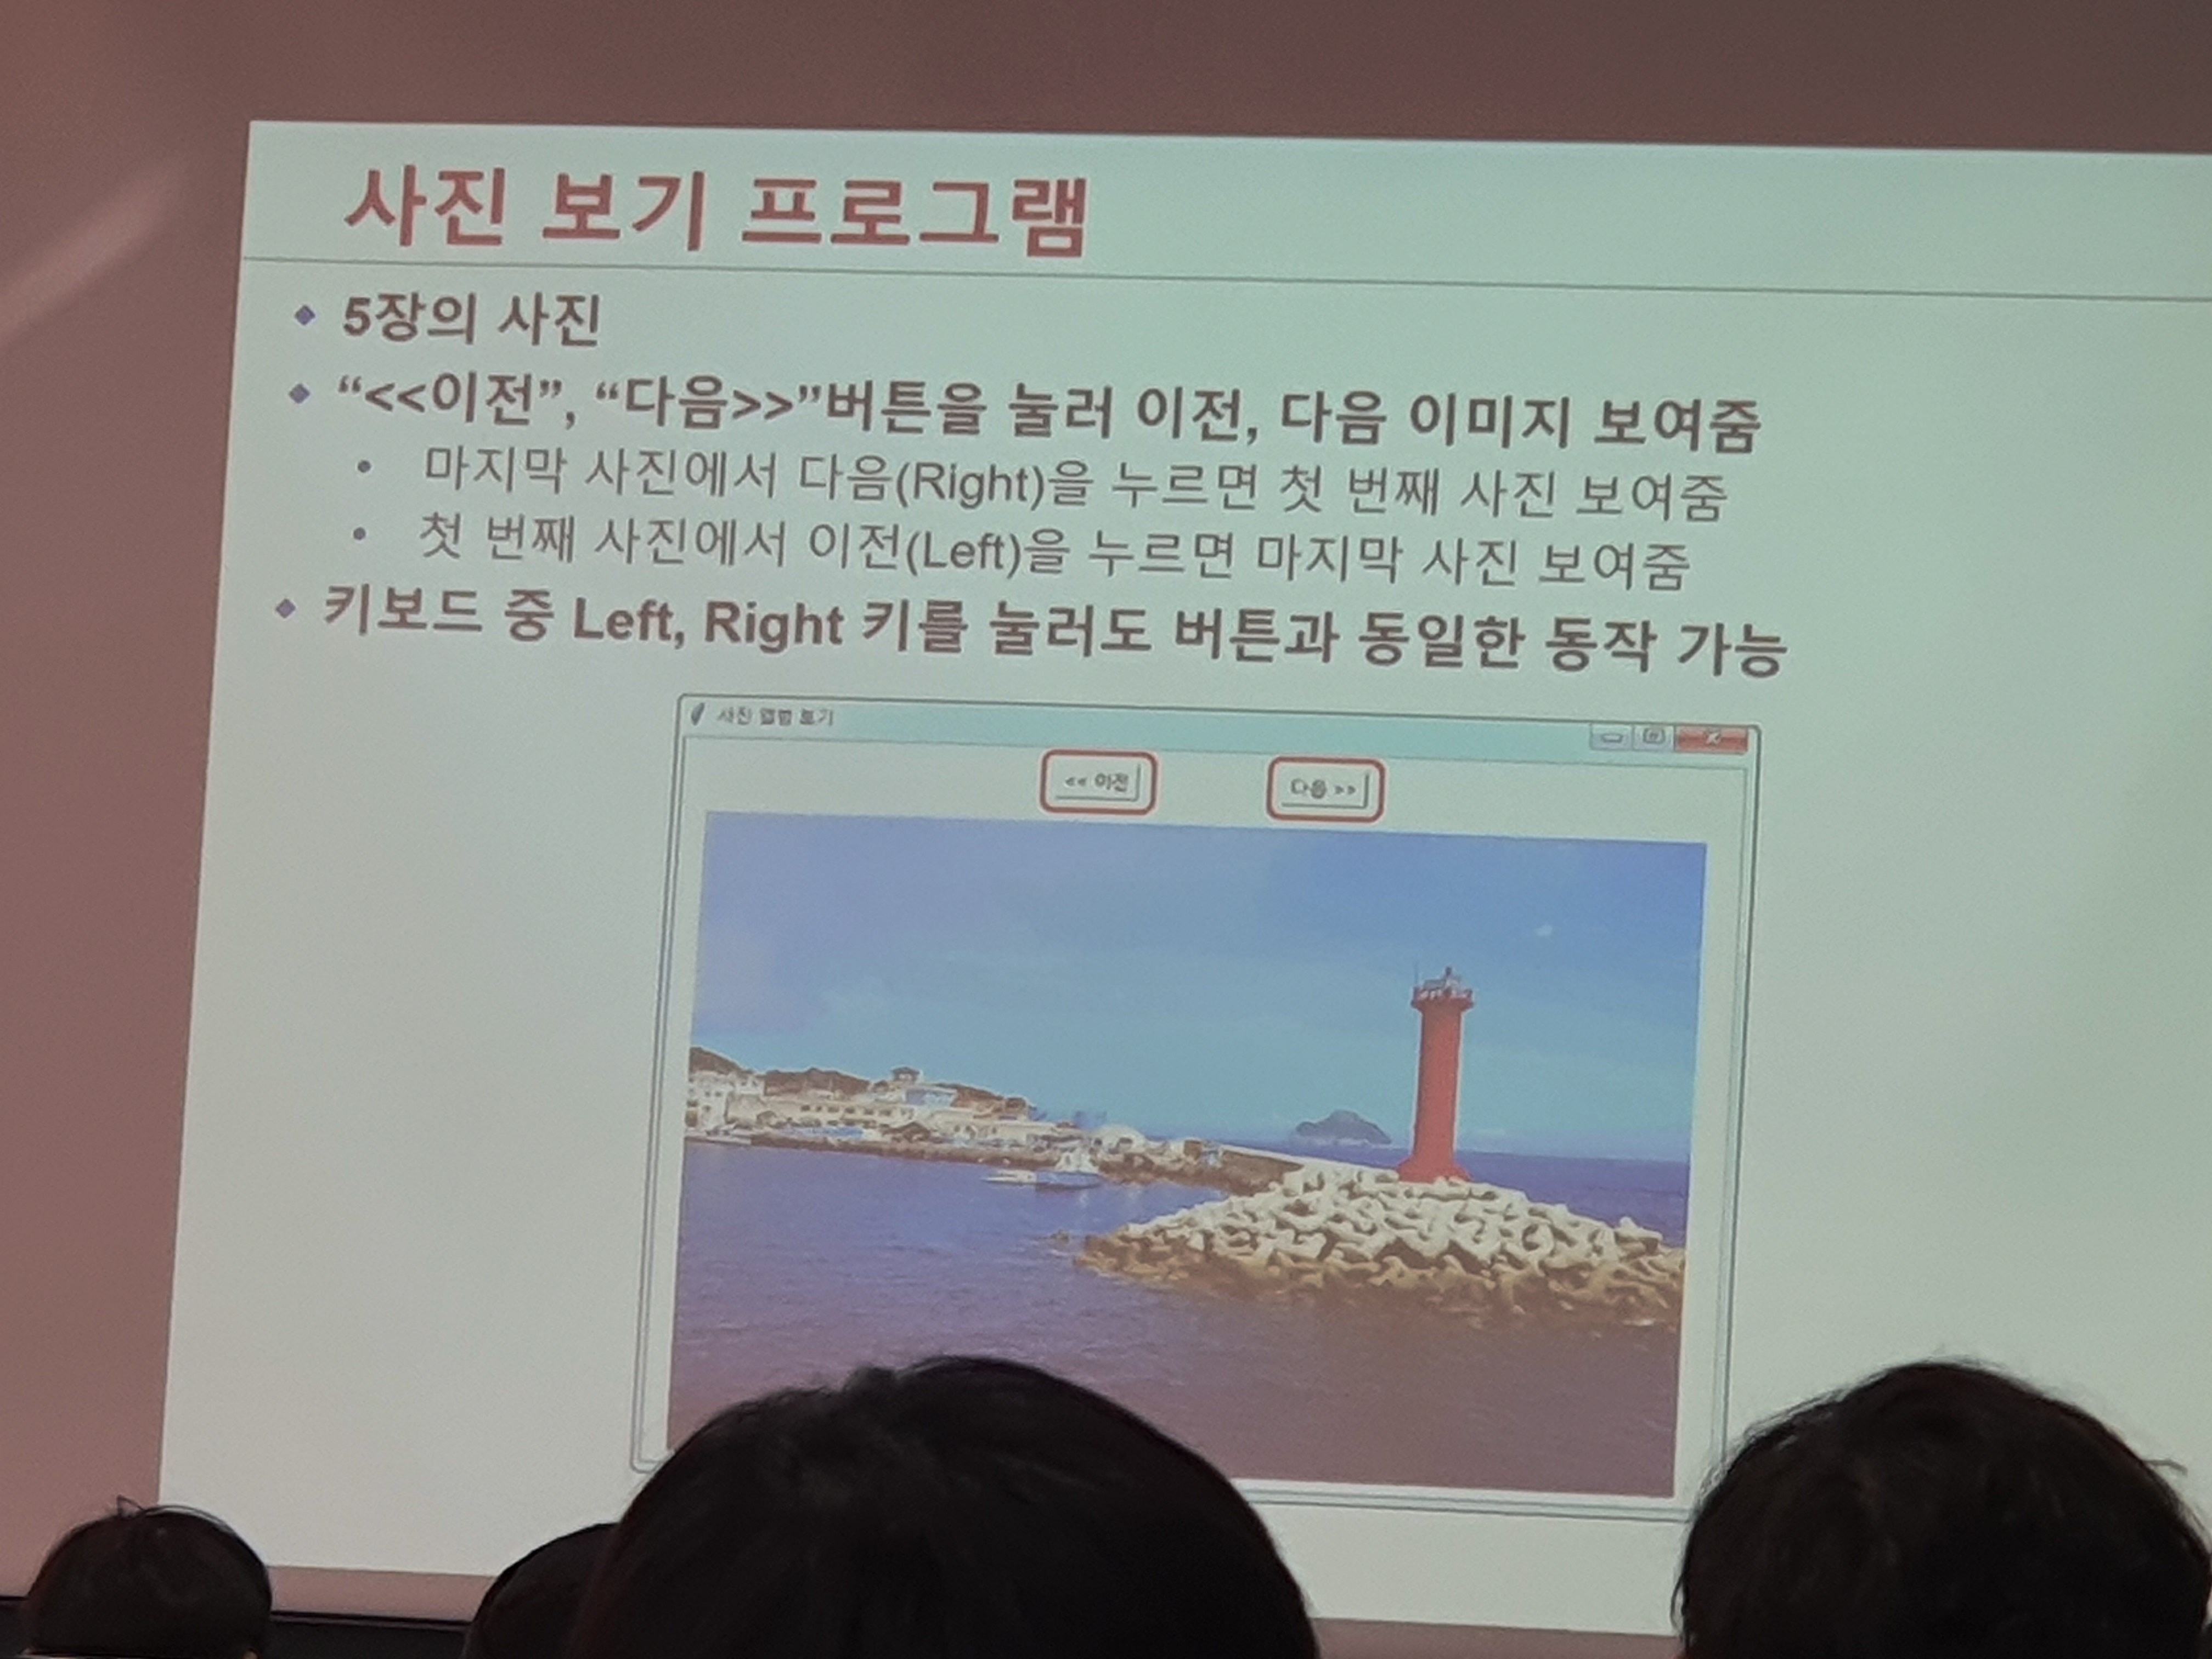 사진 보기 프로그램
5장의 사진
“<<이전”, “다음>>”버튼을 눌러 이전, 다음 이미지 보여줌
마지막 사진에서 다음(Right)을 누르면 첫 번째 사진 보여줌
첫 번째 사진에서 이전(Left)을 누르면 마지막 사진 보여줌
키보드 중 Left, Right 키를 눌러도 버튼과 동일한 동작 가능
사진 앨범 보기
<< 이전 다음 >>